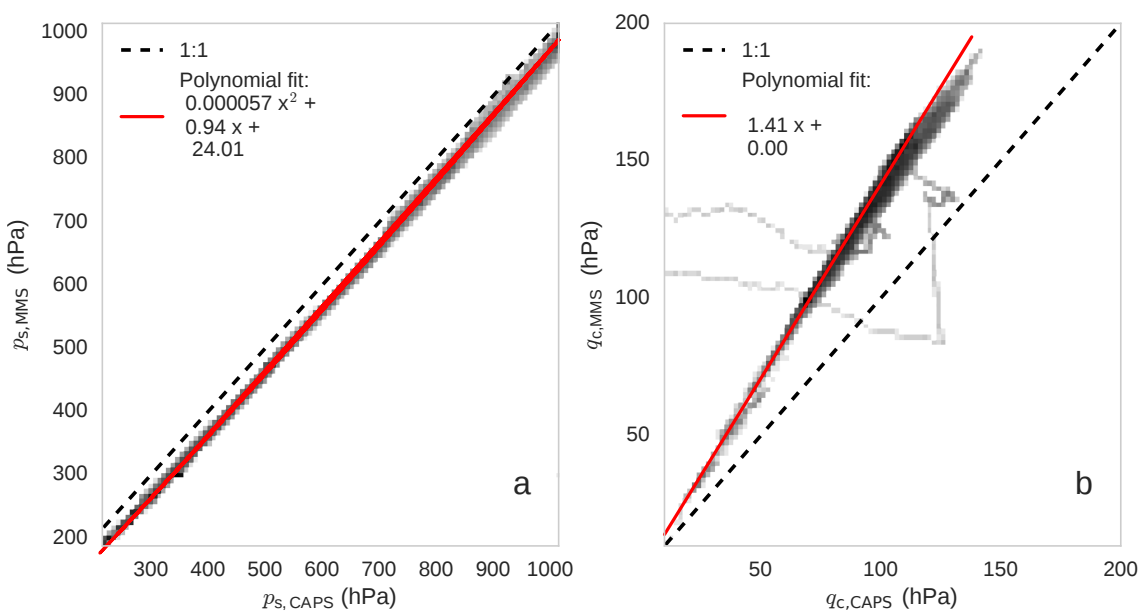 1000
900
800
700
600
500
400
300
200
p_s,MMS (hPa)
1:1
Polynomial fit:
0.000057 x² +
0.94 x +
24.01
a
300 400 500 600 700 800 900 1000
p_s,CAPS (hPa)
200
150
100
50
q_c,MMS (hPa)
1:1
Polynomial fit:
1.41 x +
0.00
b
50 100 150 200
q_c,CAPS (hPa)